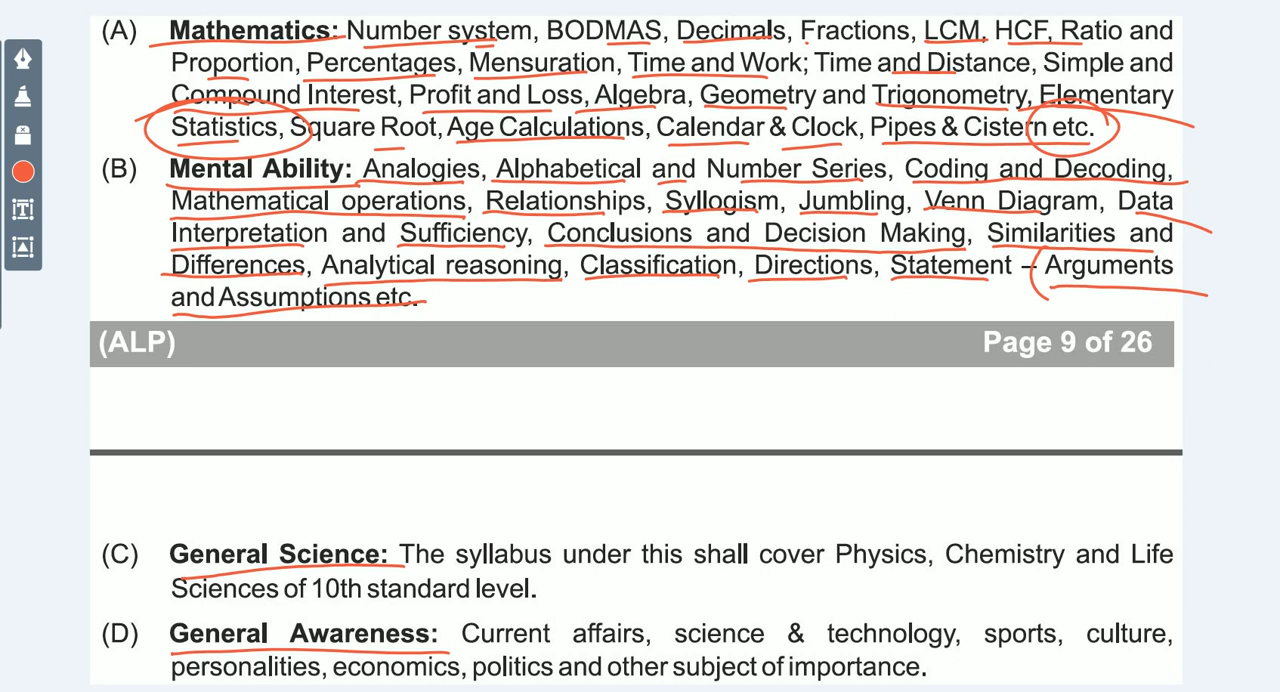 (A) Mathematics: Number system, BODMAS, Decimals, Fractions, LCM, HCF, Ratio and
Proportion, Percentages, Mensuration, Time and Work; Time and Distance, Simple and
Compound Interest, Profit and Loss, Algebra, Geometry and Trigonometry, Elementary
Statistics, Square Root, Age Calculations, Calendar & Clock, Pipes & Cistern etc.
(B) Mental Ability: Analogies, Alphabetical and Number Series, Coding and Decoding,
Mathematical operations, Relationships, Syllogism, Jumbling, Venn Diagram, Data
Interpretation and Sufficiency, Conclusions and Decision Making, Similarities and
Differences, Analytical reasoning, Classification, Directions, Statement – Arguments
and Assumptions etc.
(ALP) Page 9 of 26
(C) General Science: The syllabus under this shall cover Physics, Chemistry and Life
Sciences of 10th standard level.
(D) General Awareness: Current affairs, science & technology, sports, culture,
personalities, economics, politics and other subject of importance.